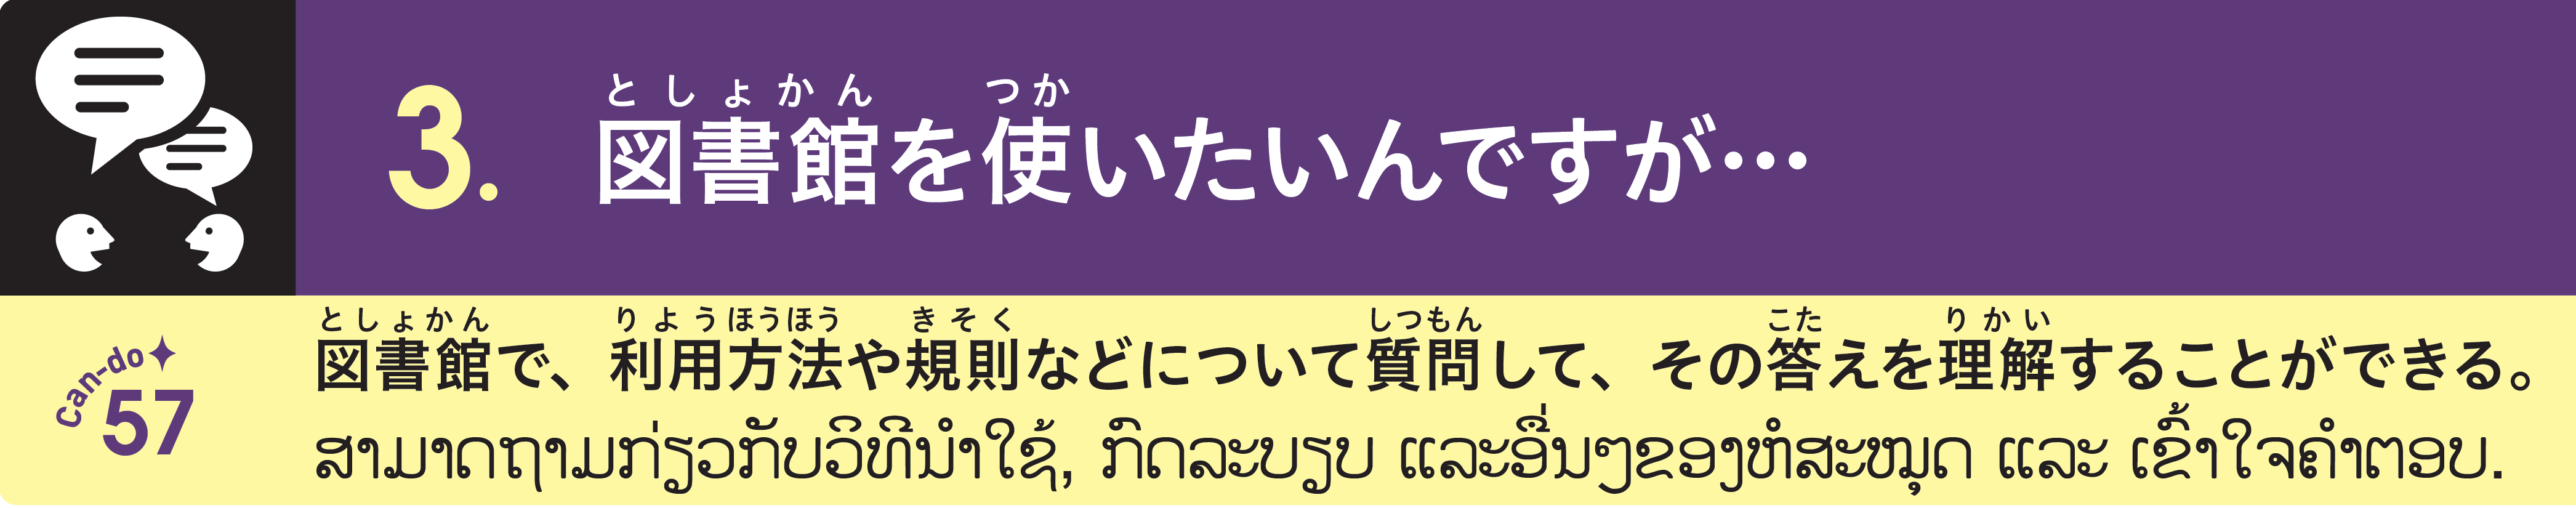 としょかん つか
3. 図書館を使いたいんですが…
Can-do
57
としょかん りようほうほう きそく しつもん こた りかい
図書館で、利用方法や規則などについて質問して、その答えを理解することができる。
ສາມາດຖາມກ່ຽວກັບວິທີນຳໃຊ້, ກົດລະບຽບ ແລະອື່ນໆຂອງຫໍສະໝຸດ ແລະ ເຂົ້າໃຈຄຳຕອບ.